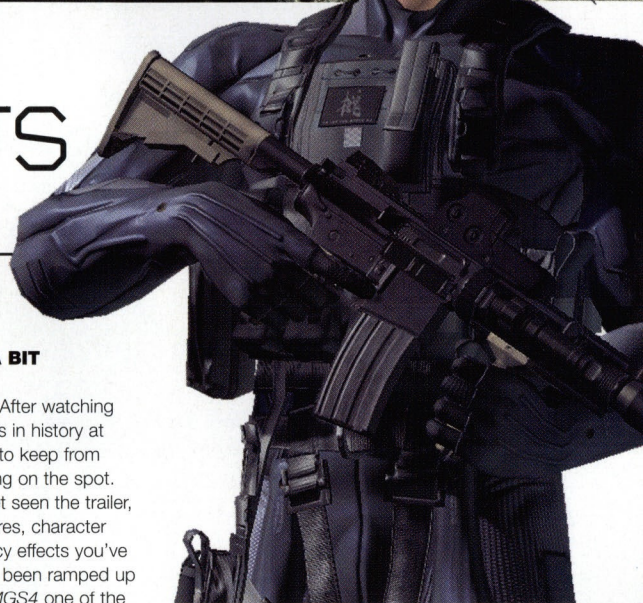 TS
A BIT
After watching
s in history at
to keep from
ng on the spot.
t seen the trailer,
res, character
cy effects you've
been ramped up
MGS4 one of the